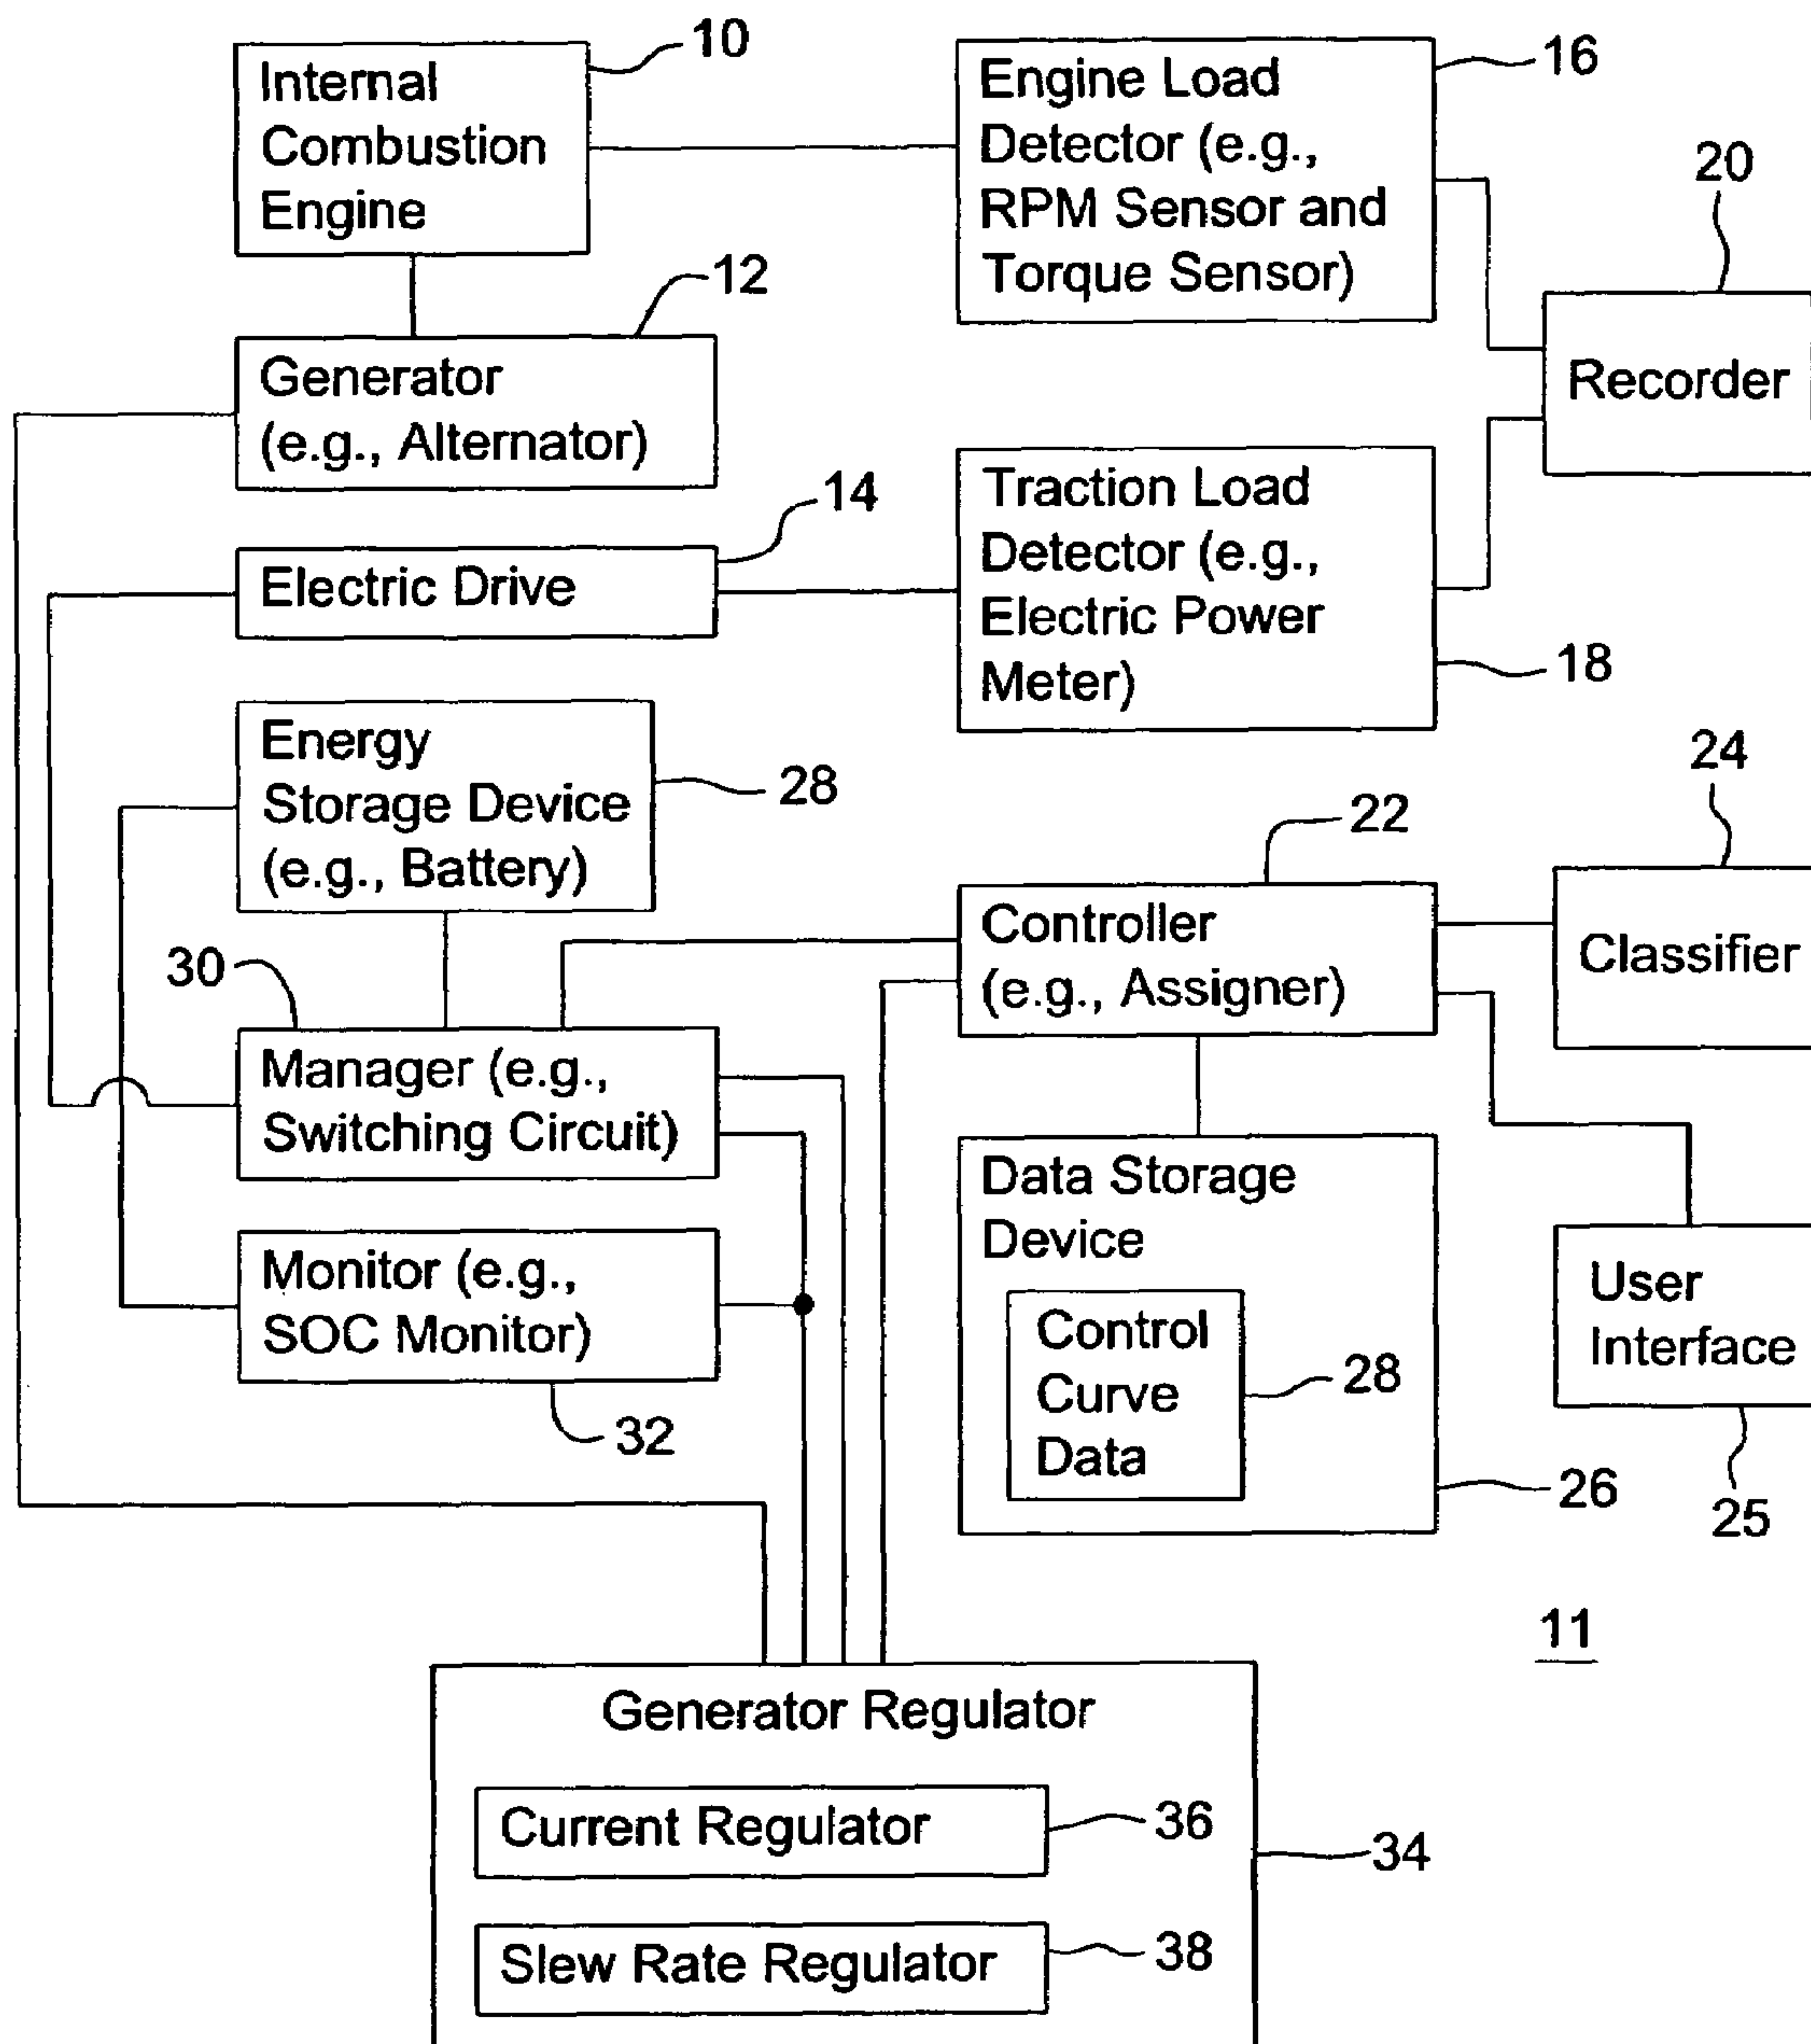 10
Internal
Combustion
Engine
16
Engine Load
Detector (e.g.,
RPM Sensor and
Torque Sensor)
20
Recorder
12
Generator
(e.g., Alternator)
14
Electric Drive
Traction Load
Detector (e.g.,
Electric Power
Meter)
18
Energy
Storage Device
(e.g., Battery)
28
22
Controller
(e.g., Assigner)
24
Classifier
30
Manager (e.g.,
Switching Circuit)
Monitor (e.g.,
SOC Monitor)
32
Data Storage
Device
Control
Curve
Data
28
26
User
Interface
25
11
Generator Regulator
Current Regulator
36
34
Slew Rate Regulator
38